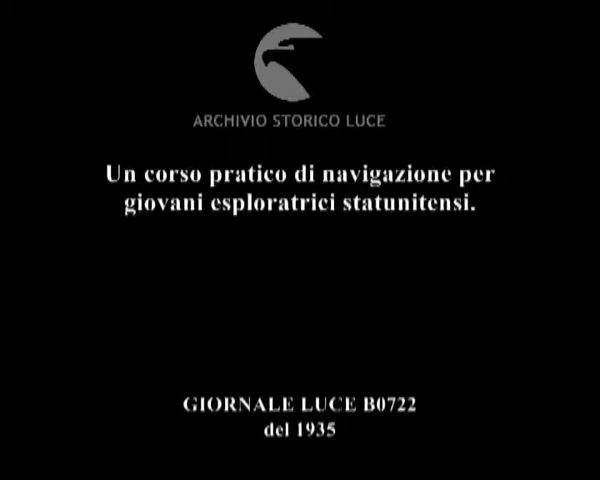 ARCHIVIO STORICO LUCE
Un corso pratico di navigazione per
giovani esploratrici statunitensi.
GIORNALE LUCE B0722
del 1935